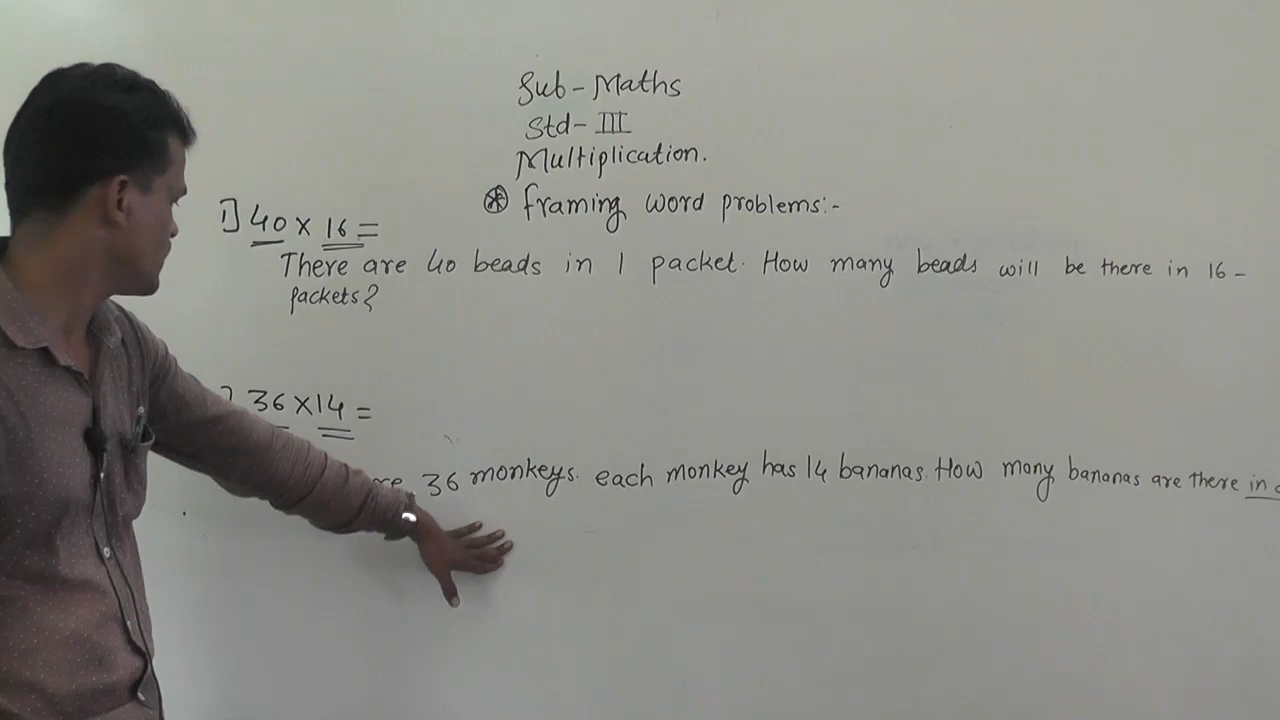 Sub - Maths
Std - III
Multiplication.
⊛ framing word problems:-
1] 40 × 16 =
There are 40 beads in 1 packet. How many beads will be there in 16 -
packets?
] 36 × 14 =
36 monkeys. each monkey has 14 bananas. How many bananas are there in